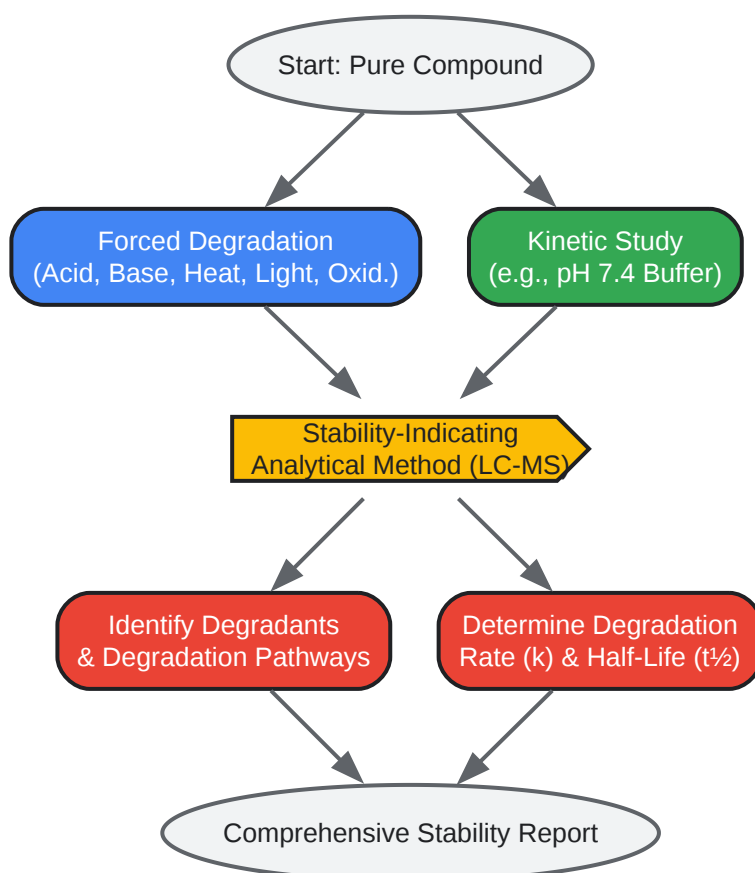 Start: Pure Compound
Forced Degradation
(Acid, Base, Heat, Light, Oxid.)
Kinetic Study
(e.g., pH 7.4 Buffer)
Stability-Indicating
Analytical Method (LC-MS)
Identify Degradants
& Degradation Pathways
Determine Degradation
Rate (k) & Half-Life (t½)
Comprehensive Stability Report